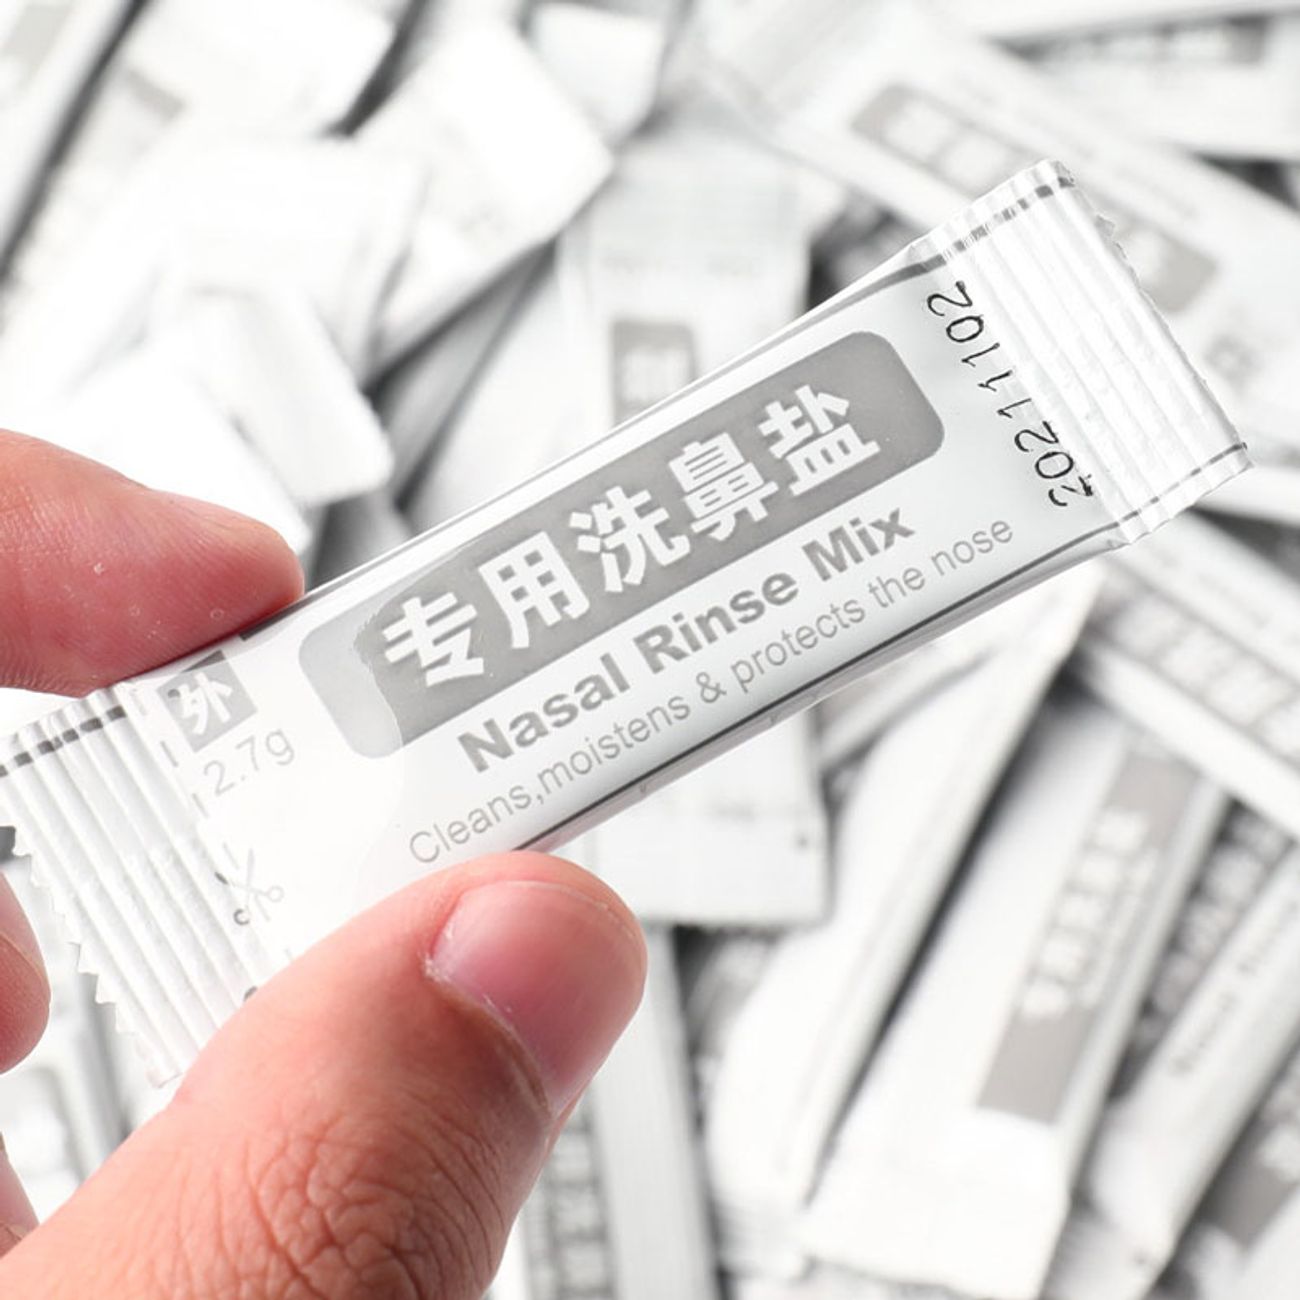 外
2.7g
专用洗鼻盐
Nasal Rinse Mix
Cleans,moistens & protects the nose
20211102